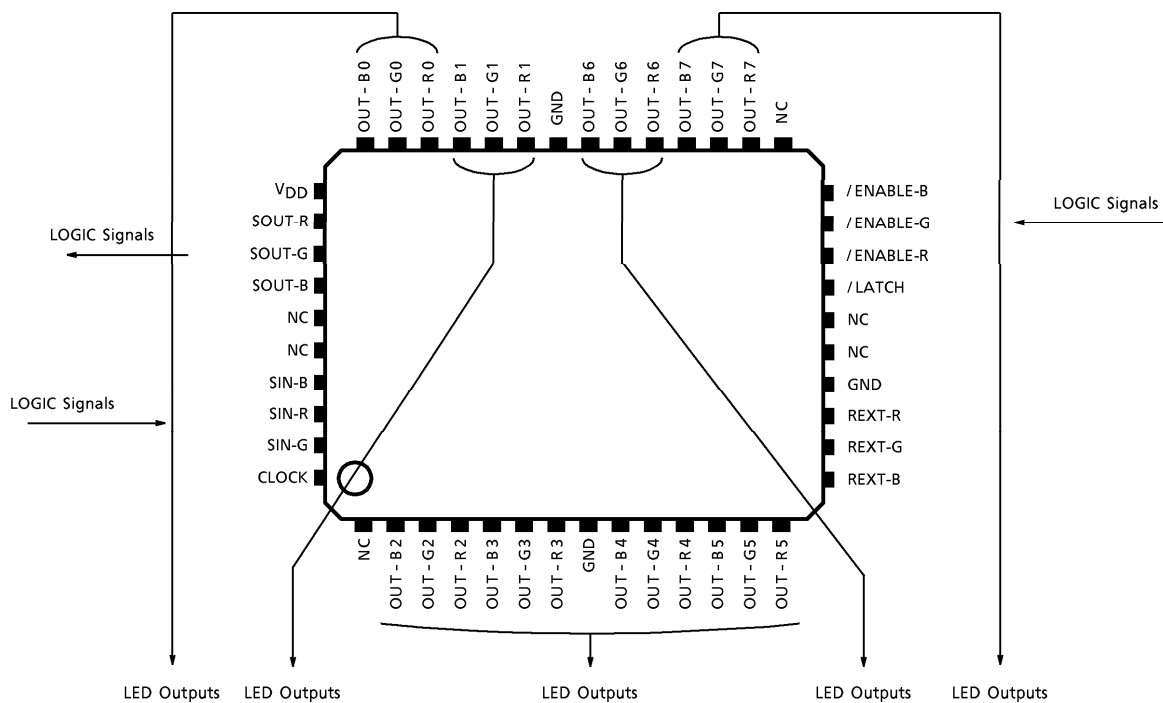 OUT-B0
OUT-G0
OUT-R0
OUT-B1
OUT-G1
OUT-R1
GND
OUT-B6
OUT-G6
OUT-R6
OUT-B7
OUT-G7
OUT-R7
NC
VDD
SOUT-R
SOUT-G
SOUT-B
NC
NC
SIN-B
SIN-R
SIN-G
CLOCK
LOGIC Signals
LOGIC Signals
/ENABLE-B
/ENABLE-G
/ENABLE-R
/LATCH
NC
NC
GND
REXT-R
REXT-G
REXT-B
LOGIC Signals
NC
OUT-B2
OUT-G2
OUT-R2
OUT-B3
OUT-G3
OUT-R3
GND
OUT-B4
OUT-G4
OUT-R4
OUT-B5
OUT-G5
OUT-R5
LED Outputs
LED Outputs
LED Outputs
LED Outputs
LED Outputs